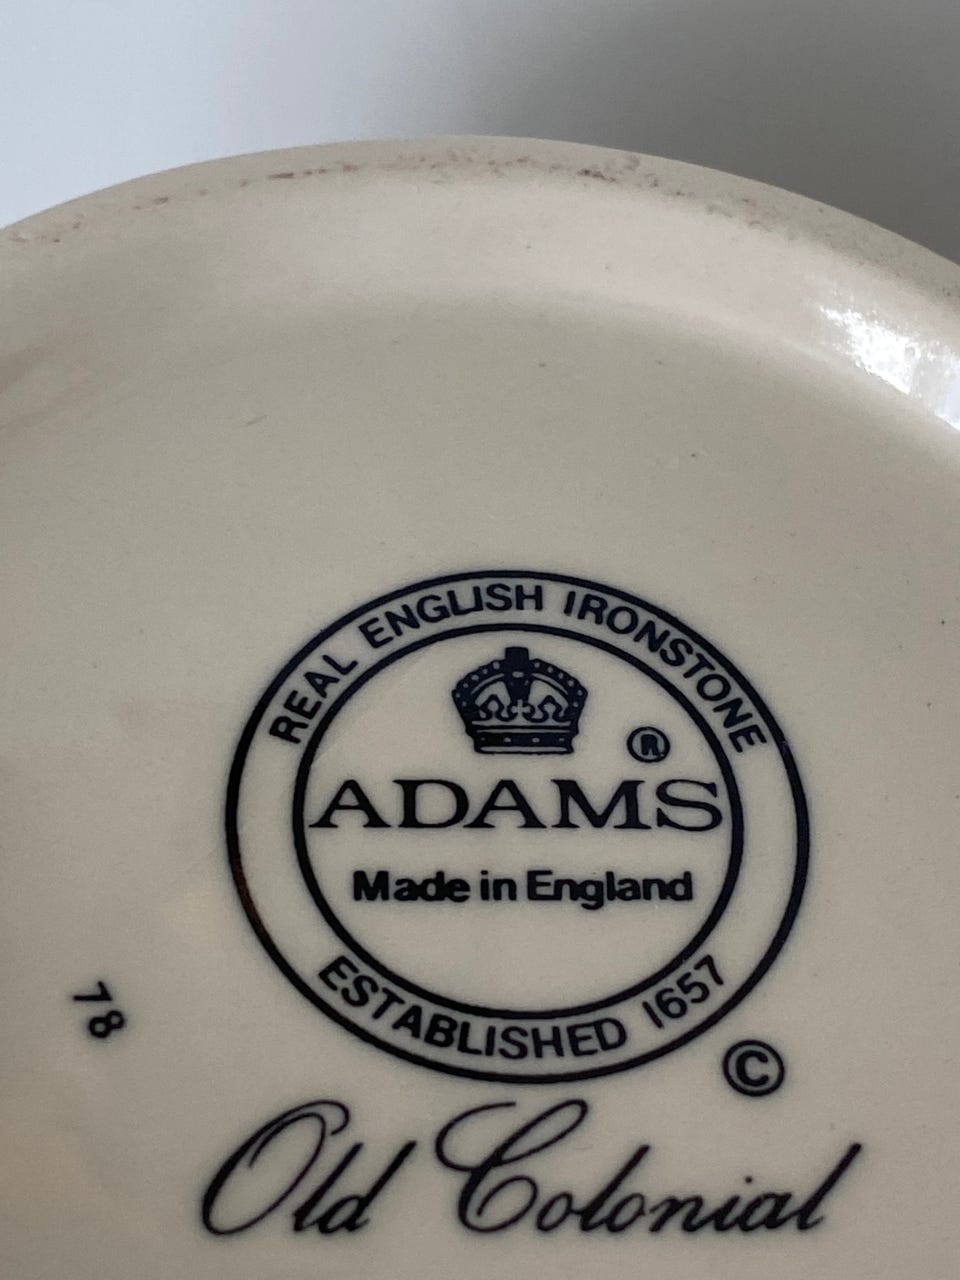 REAL ENGLISH IRONSTONE
®
ADAMS
Made in England
ESTABLISHED 1657
78
©
Old Colonial